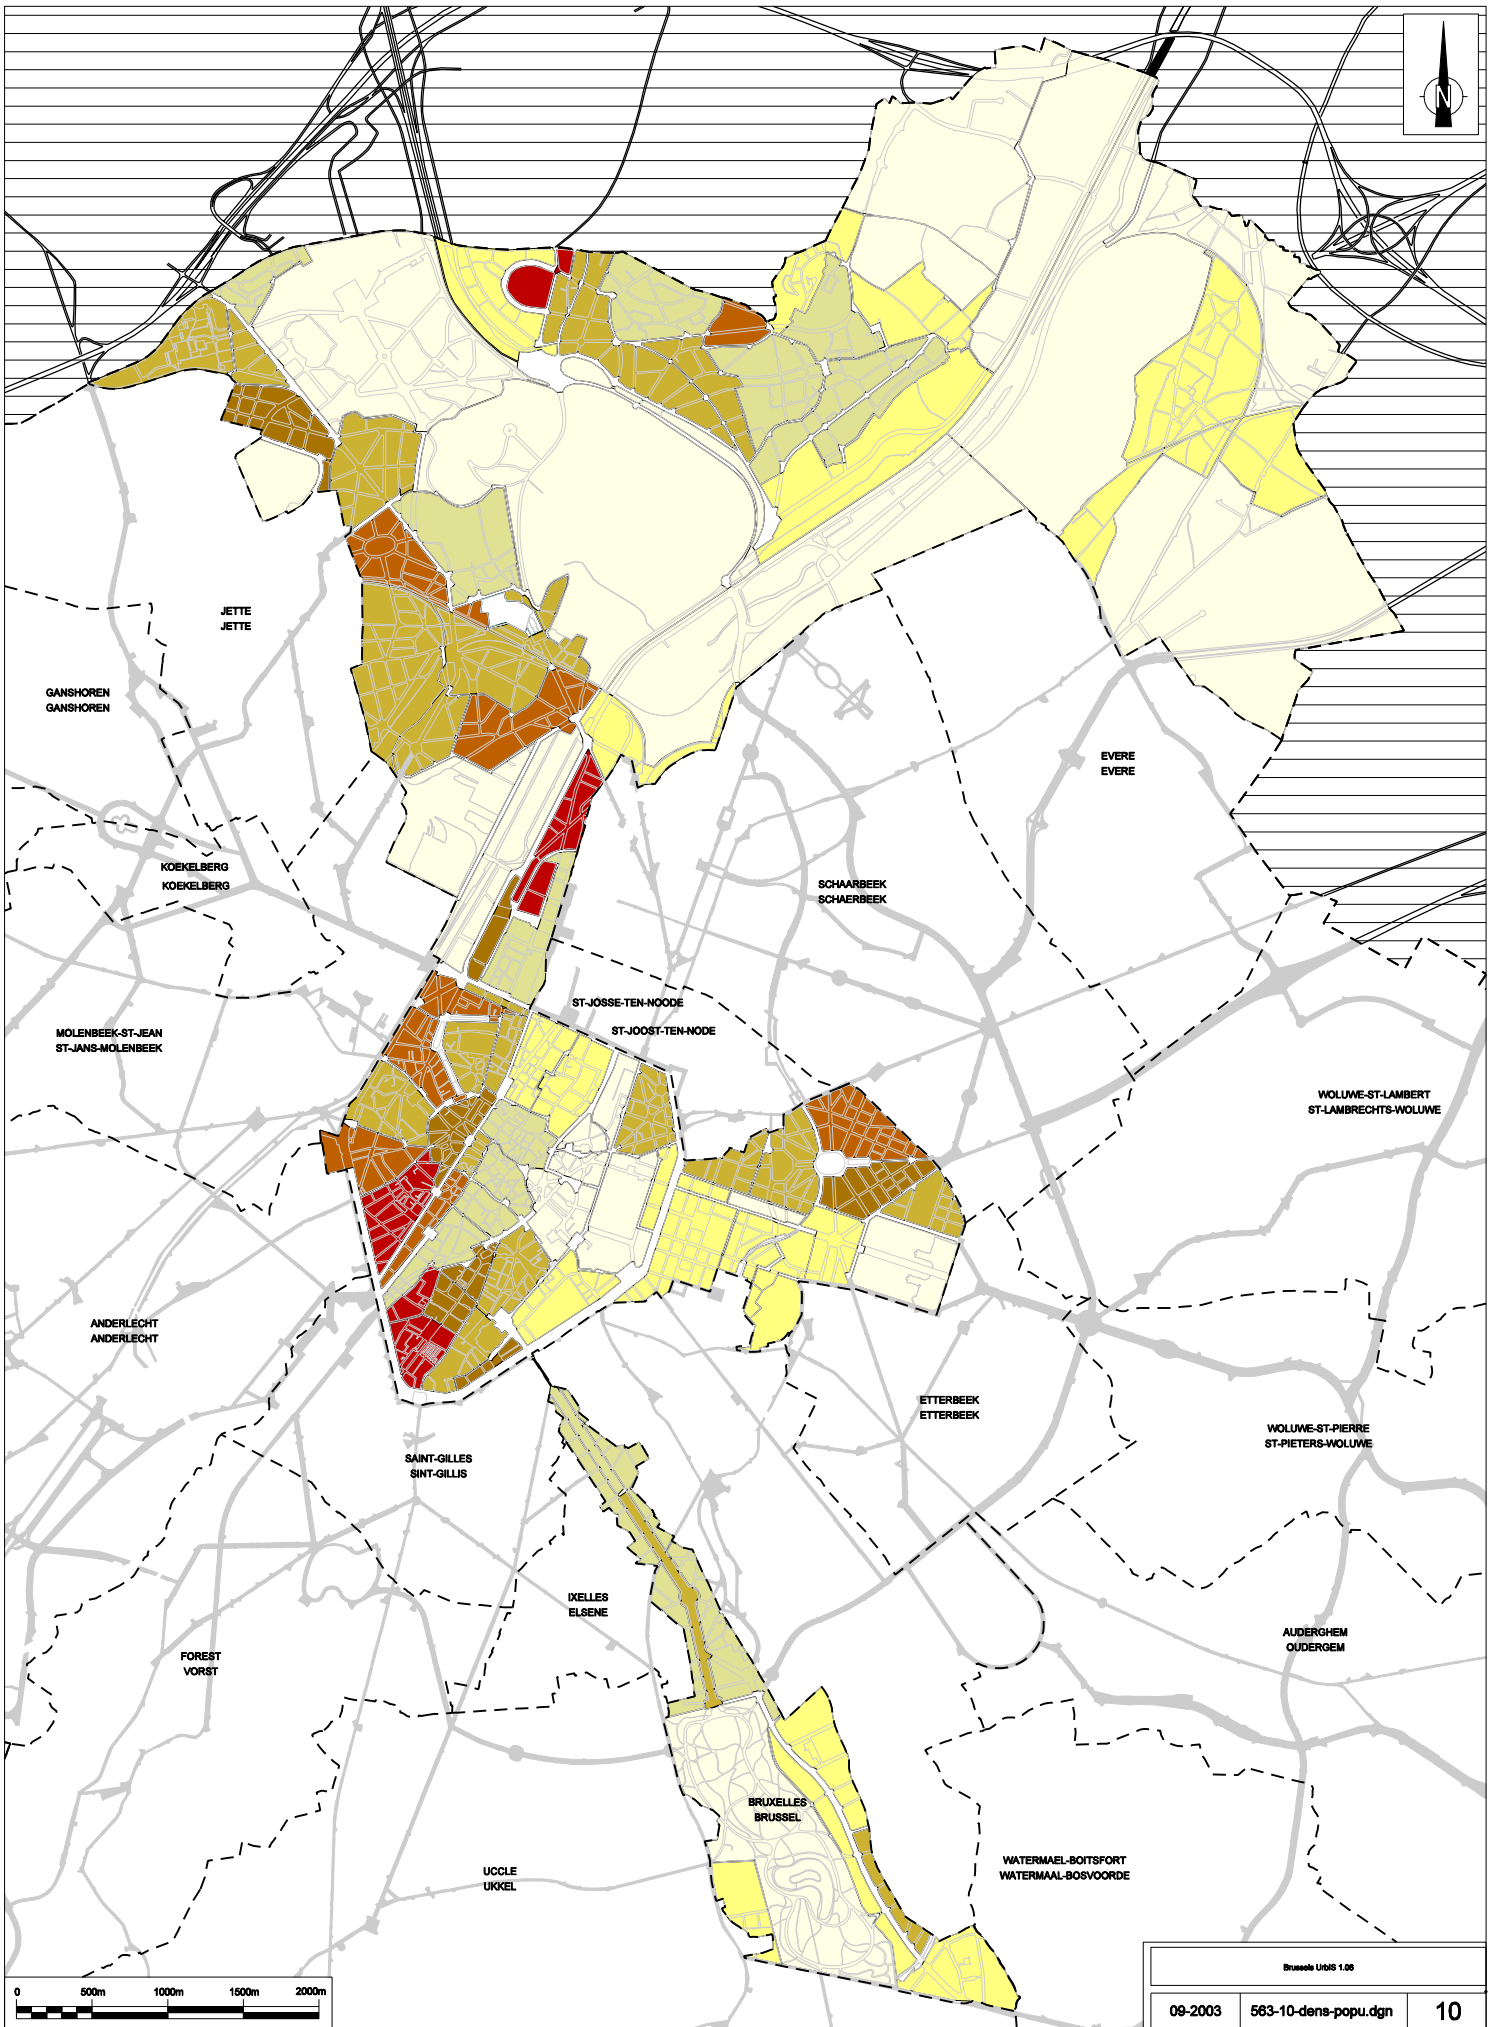 N
JETTE
JETTE
GANSHOREN
GANSHOREN
EVERE
EVERE
KOEKELBERG
KOEKELBERG
SCHAARBEEK
SCHAERBEEK
ST-JOSSE-TEN-NOODE
ST-JOOST-TEN-NODE
MOLENBEEK-ST-JEAN
ST-JANS-MOLENBEEK
WOLUWE-ST-LAMBERT
ST-LAMBRECHTS-WOLUWE
ANDERLECHT
ANDERLECHT
ETTERBEEK
ETTERBEEK
WOLUWE-ST-PIERRE
ST-PIETERS-WOLUWE
SAINT-GILLES
SINT-GILLIS
IXELLES
ELSENE
AUDERGHEM
OUDERGEM
FOREST
VORST
BRUXELLES
BRUSSEL
UCCLE
UKKEL
WATERMAEL-BOITSFORT
WATERMAAL-BOSVOORDE
0 500m 1000m 1500m 2000m
Brussels UrbIS 1.06
09-2003 563-10-dens-popu.dgn 10